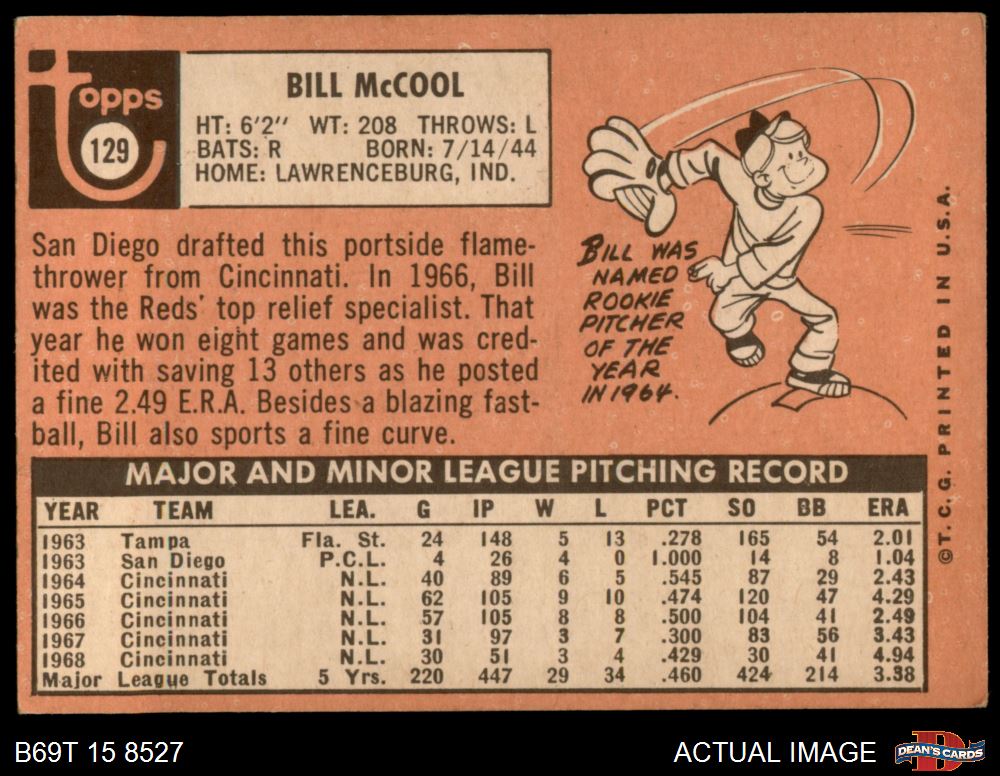 Topps
129
BILL McCOOL
HT: 6'2" WT: 208 THROWS: L
BATS: R BORN: 7/14/44
HOME: LAWRENCEBURG, IND.
San Diego drafted this portside flame-
thrower from Cincinnati. In 1966, Bill
was the Reds' top relief specialist. That
year he won eight games and was cred-
ited with saving 13 others as he posted
a fine 2.49 E.R.A. Besides a blazing fast-
ball, Bill also sports a fine curve.
BILL WAS
NAMED
ROOKIE
PITCHER
OF THE
YEAR
IN 1964.
MAJOR AND MINOR LEAGUE PITCHING RECORD
YEAR TEAM LEA. G IP W L PCT SO BB ERA
1963 Tampa Fla. St. 24 148 5 13 .278 165 54 2.01
1963 San Diego P.C.L. 4 26 4 0 1.000 14 8 1.04
1964 Cincinnati N.L. 40 89 6 5 .545 87 29 2.43
1965 Cincinnati N.L. 62 105 9 10 .474 120 47 4.29
1966 Cincinnati N.L. 57 105 8 8 .500 104 41 2.49
1967 Cincinnati N.L. 31 97 3 7 .300 83 56 3.43
1968 Cincinnati N.L. 30 51 3 4 .429 30 41 4.94
Major League Totals 5 Yrs. 220 447 29 34 .460 424 214 3.38
© T. C. G. PRINTED IN U.S.A.
B69T 15 8527
ACTUAL IMAGE
D
DEAN'S CARDS